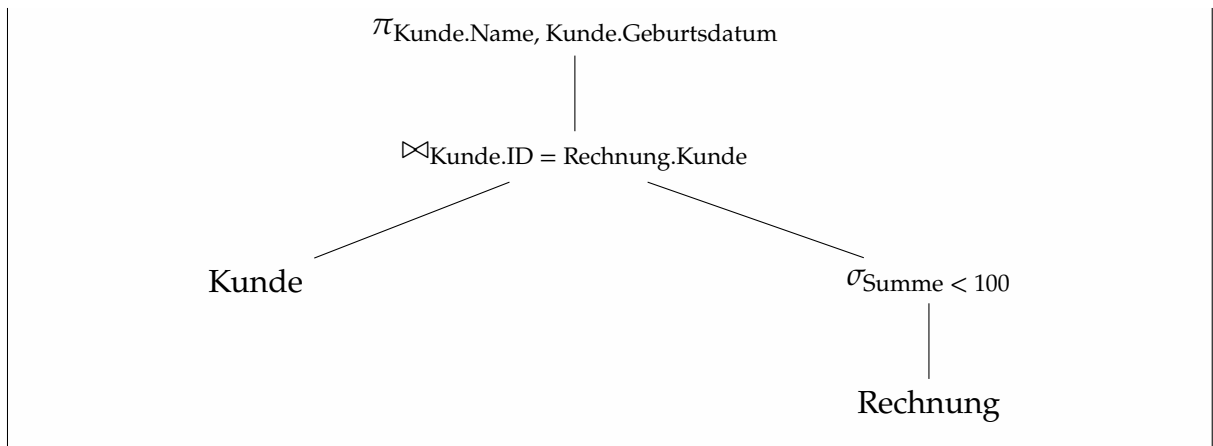 πKunde.Name, Kunde.Geburtsdatum
⋈Kunde.ID = Rechnung.Kunde
Kunde
σSumme < 100
Rechnung